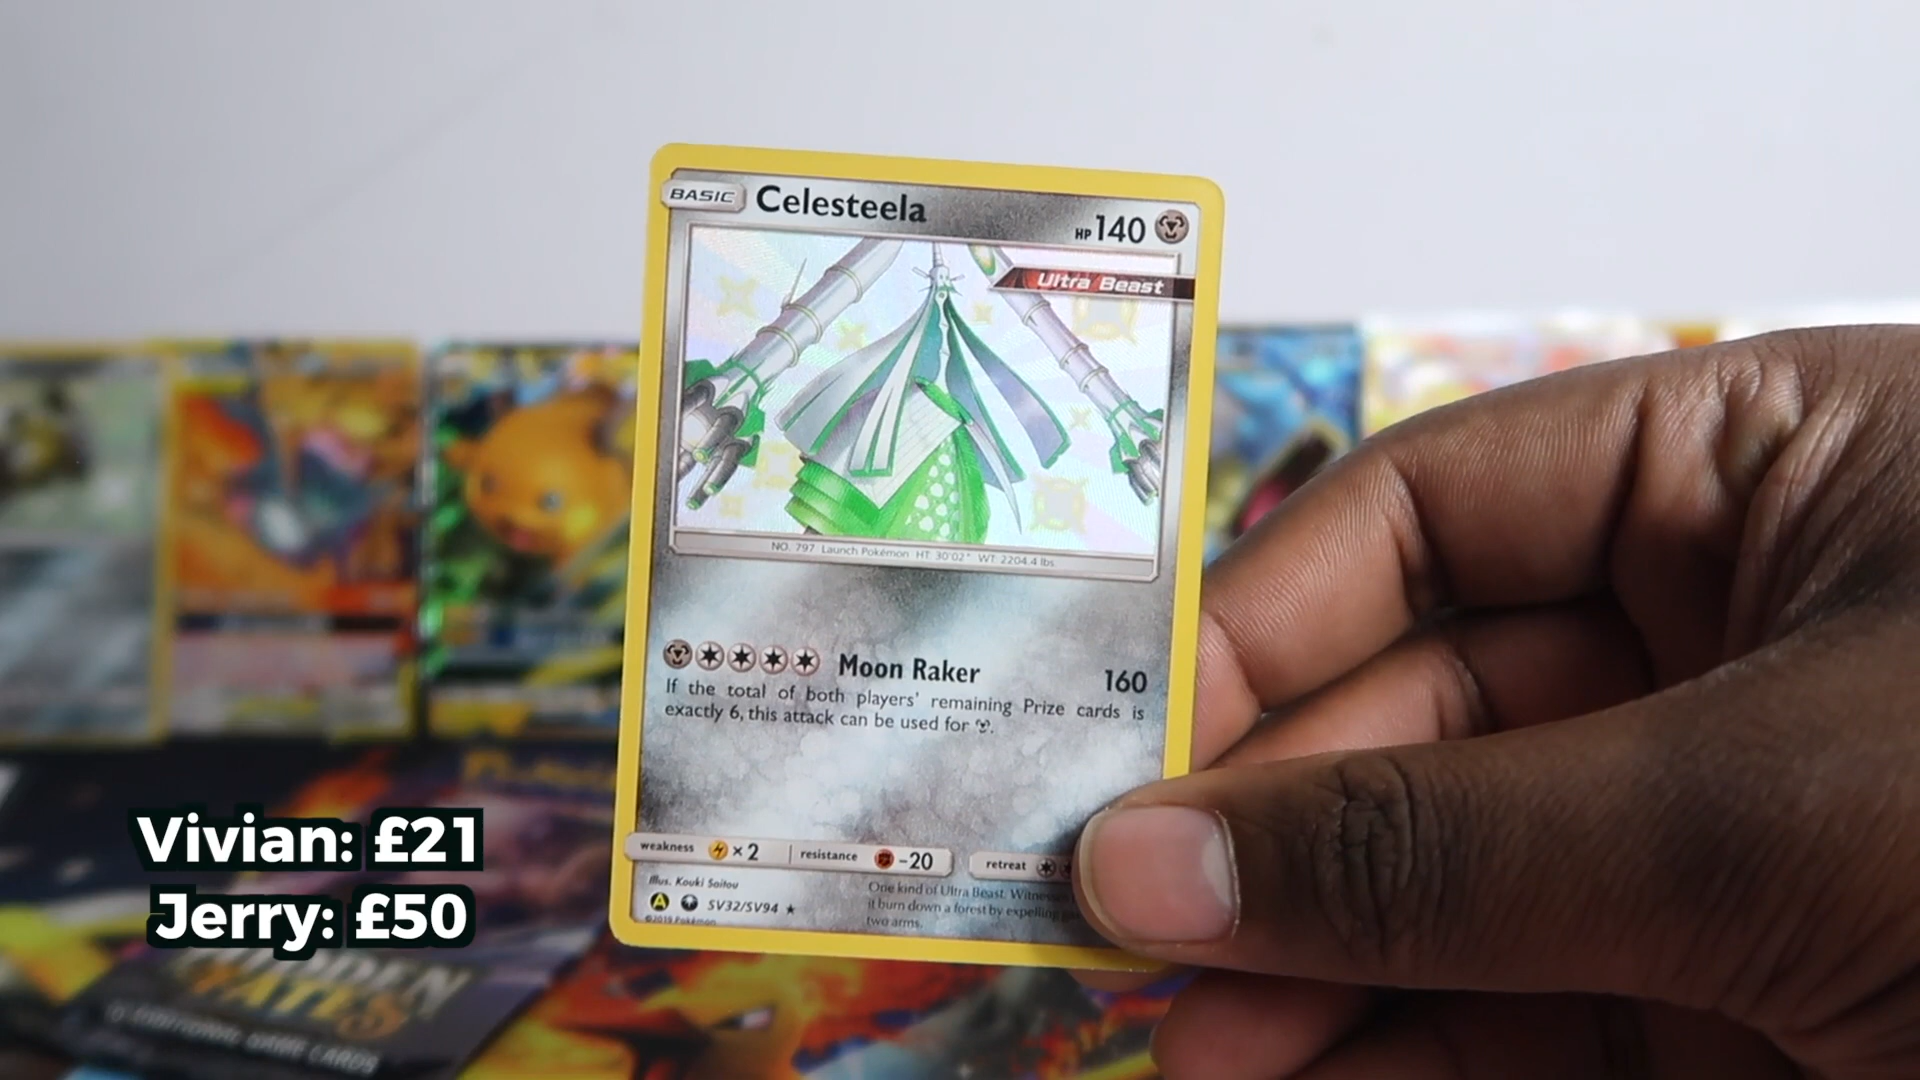 BASIC Celesteela HP 140
Ultra Beast
NO. 797 Launch Pokémon HT: 30'02" WT: 2204.4 lbs.
Moon Raker 160
If the total of both players' remaining Prize cards is
exactly 6, this attack can be used for
weakness ×2 resistance -20 retreat
Illus. Kouki Saitou
A SV32/SV94 ★
©2019 Pokémon
One kind of Ultra Beast. Witnesses
it burn down a forest by expelling
two arms.
Vivian: £21
Jerry: £50
HIDDEN
FATES